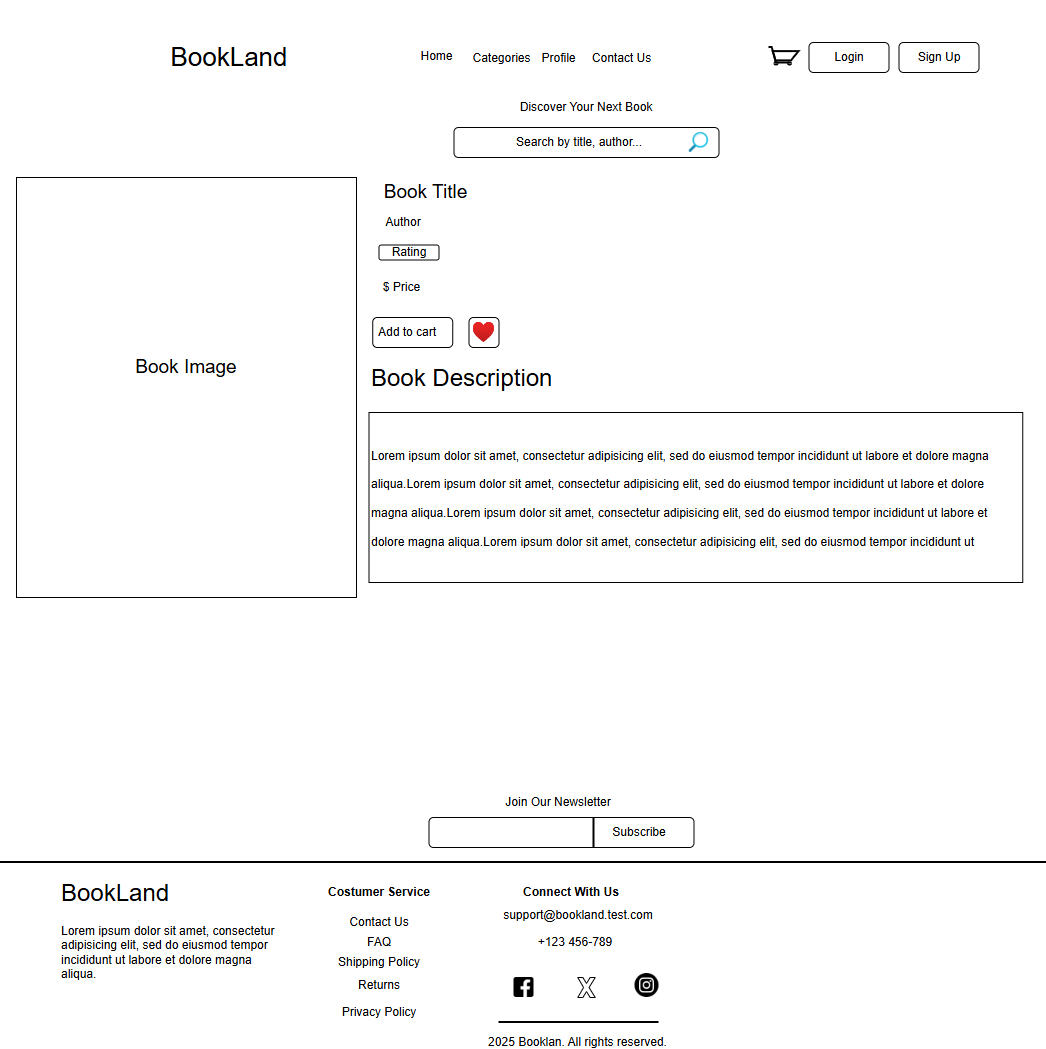 BookLand
Home
Categories
Profile
Contact Us
Login
Sign Up
Discover Your Next Book
Search by title, author...
Book Image
Book Title
Author
Rating
$ Price
Add to cart
Book Description
Lorem ipsum dolor sit amet, consectetur adipisicing elit, sed do eiusmod tempor incididunt ut labore et dolore magna
aliqua.Lorem ipsum dolor sit amet, consectetur adipisicing elit, sed do eiusmod tempor incididunt ut labore et dolore
magna aliqua.Lorem ipsum dolor sit amet, consectetur adipisicing elit, sed do eiusmod tempor incididunt ut labore et
dolore magna aliqua.Lorem ipsum dolor sit amet, consectetur adipisicing elit, sed do eiusmod tempor incididunt ut
Join Our Newsletter
Subscribe
BookLand
Lorem ipsum dolor sit amet, consectetur
adipisicing elit, sed do eiusmod tempor
incididunt ut labore et dolore magna
aliqua.
Costumer Service
Contact Us
FAQ
Shipping Policy
Returns
Privacy Policy
Connect With Us
support@bookland.test.com
+123 456-789
2025 Booklan. All rights reserved.